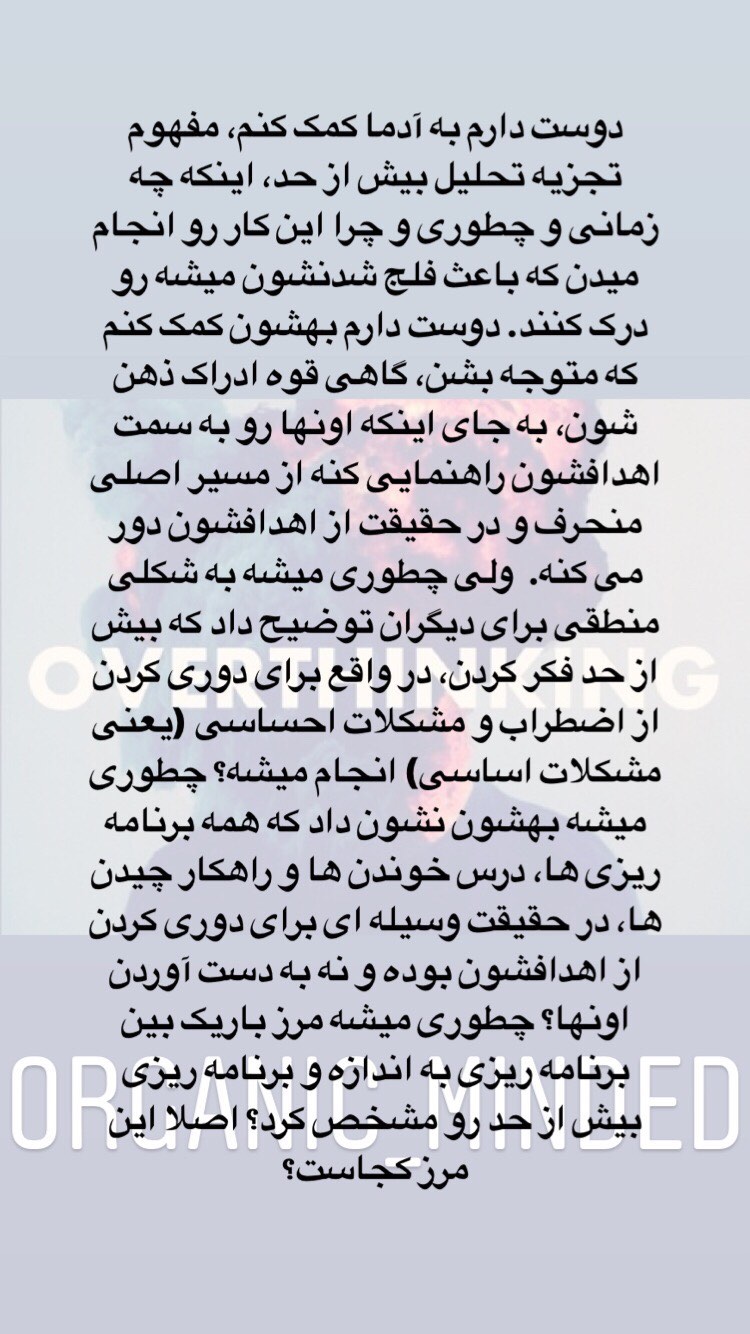 دوست دارم به آدما کمک کنم، مفهوم
تجزیه تحلیل بیش از حد، اینکه چه
زمانی و چطوری و چرا این کار رو انجام
میدن که باعث فلج شدنشون میشه رو
درک کنند. دوست دارم بهشون کمک کنم
که متوجه بشن، گاهی قوه ادراک ذهن
شون، به جای اینکه اونها رو به سمت
اهدافشون راهنمایی کنه از مسیر اصلی
منحرف و در حقیقت از اهدافشون دور
می کنه. ولی چطوری میشه به شکلی
منطقی برای دیگران توضیح داد که بیش
از حد فکر کردن، در واقع برای دوری کردن
OVERTHINKING
از اضطراب و مشکلات احساسی (یعنی
مشکلات اساسی) انجام میشه؟ چطوری
میشه بهشون نشون داد که همه برنامه
ریزی ها، درس خوندن ها و راهکار چیدن
ها، در حقیقت وسیله ای برای دوری کردن
از اهدافشون بوده و نه به دست آوردن
اونها؟ چطوری میشه مرز باریک بین
برنامه ریزی به اندازه و برنامه ریزی
ORGANIC_MINDED
بیش از حد رو مشخص کرد؟ اصلا این
مرز کجاست؟